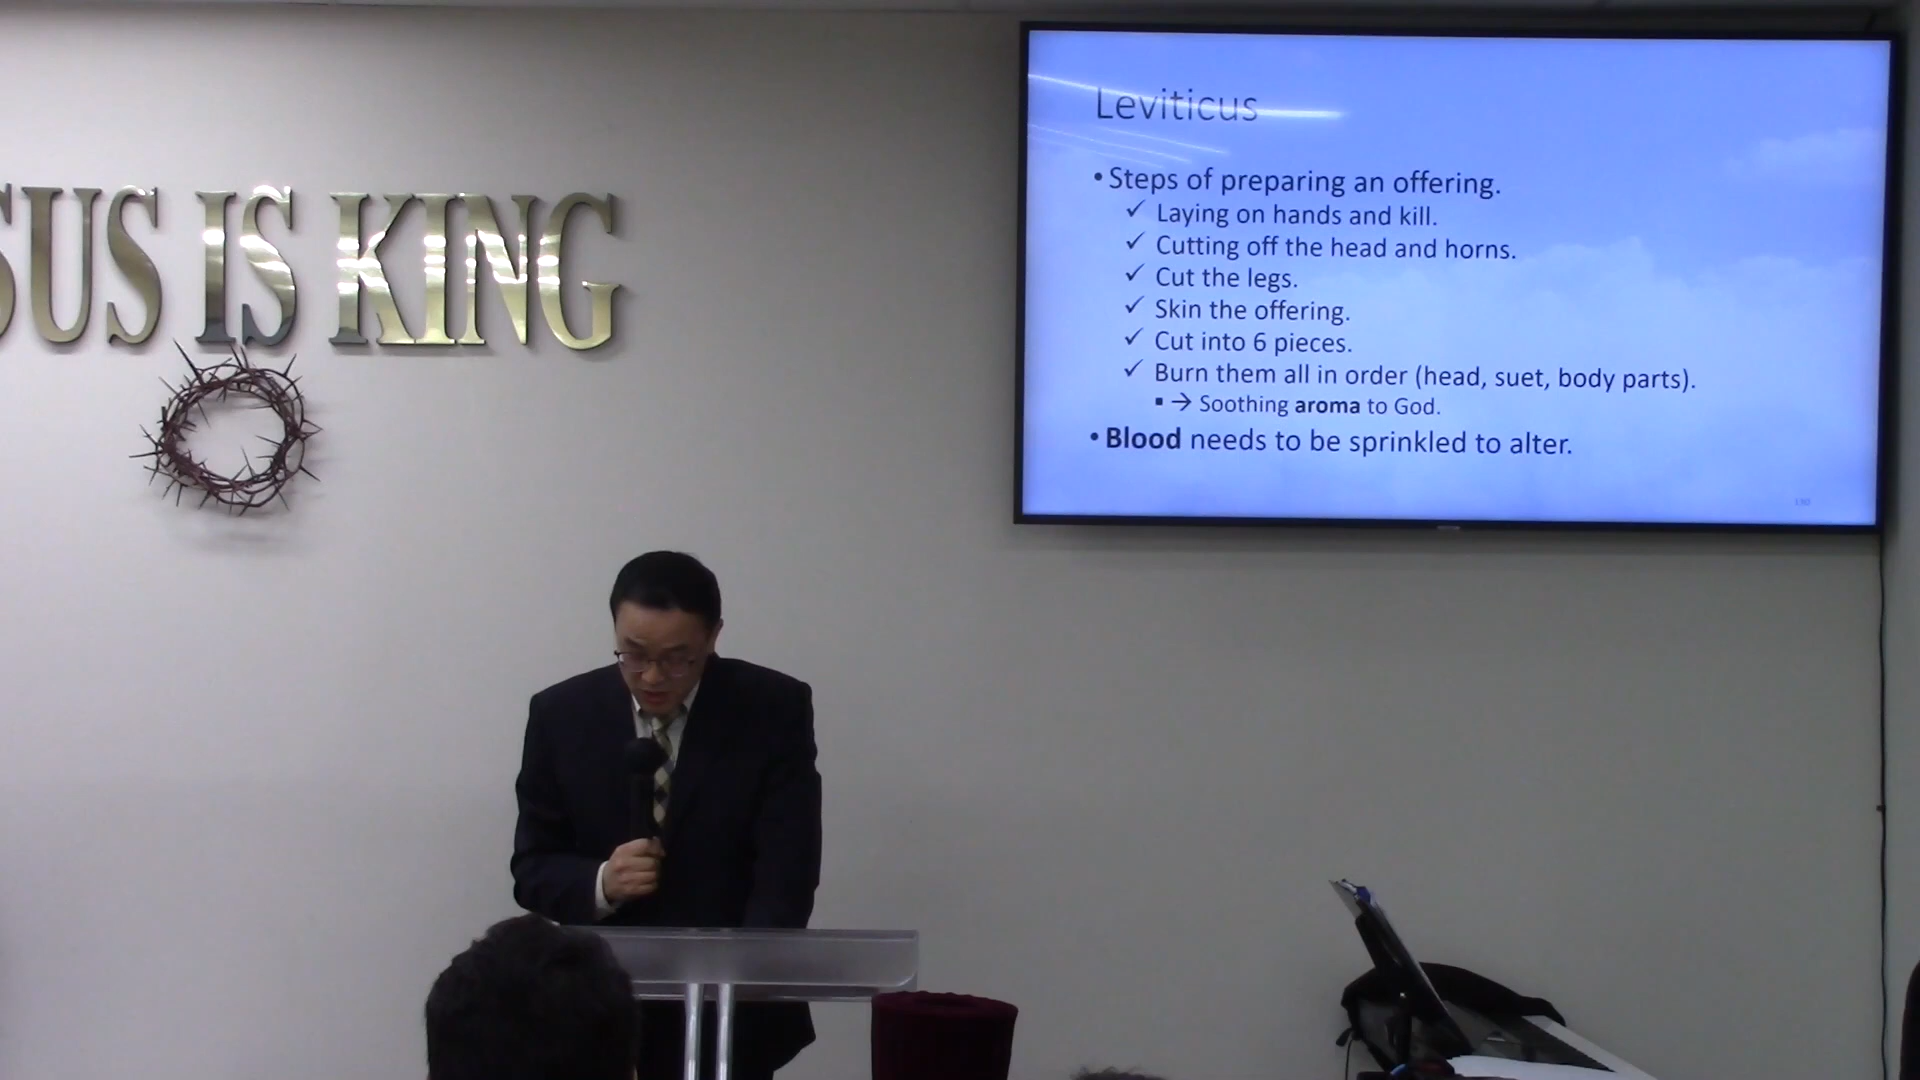 SUS IS KING
Leviticus
• Steps of preparing an offering.
✓ Laying on hands and kill.
✓ Cutting off the head and horns.
✓ Cut the legs.
✓ Skin the offering.
✓ Cut into 6 pieces.
✓ Burn them all in order (head, suet, body parts).
▪ → Soothing aroma to God.
• Blood needs to be sprinkled to alter.